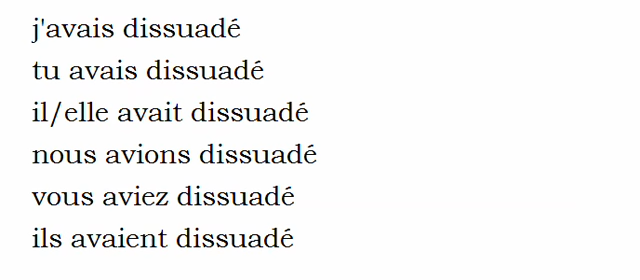 j'avais dissuadé
tu avais dissuadé
il/elle avait dissuadé
nous avions dissuadé
vous aviez dissuadé
ils avaient dissuadé